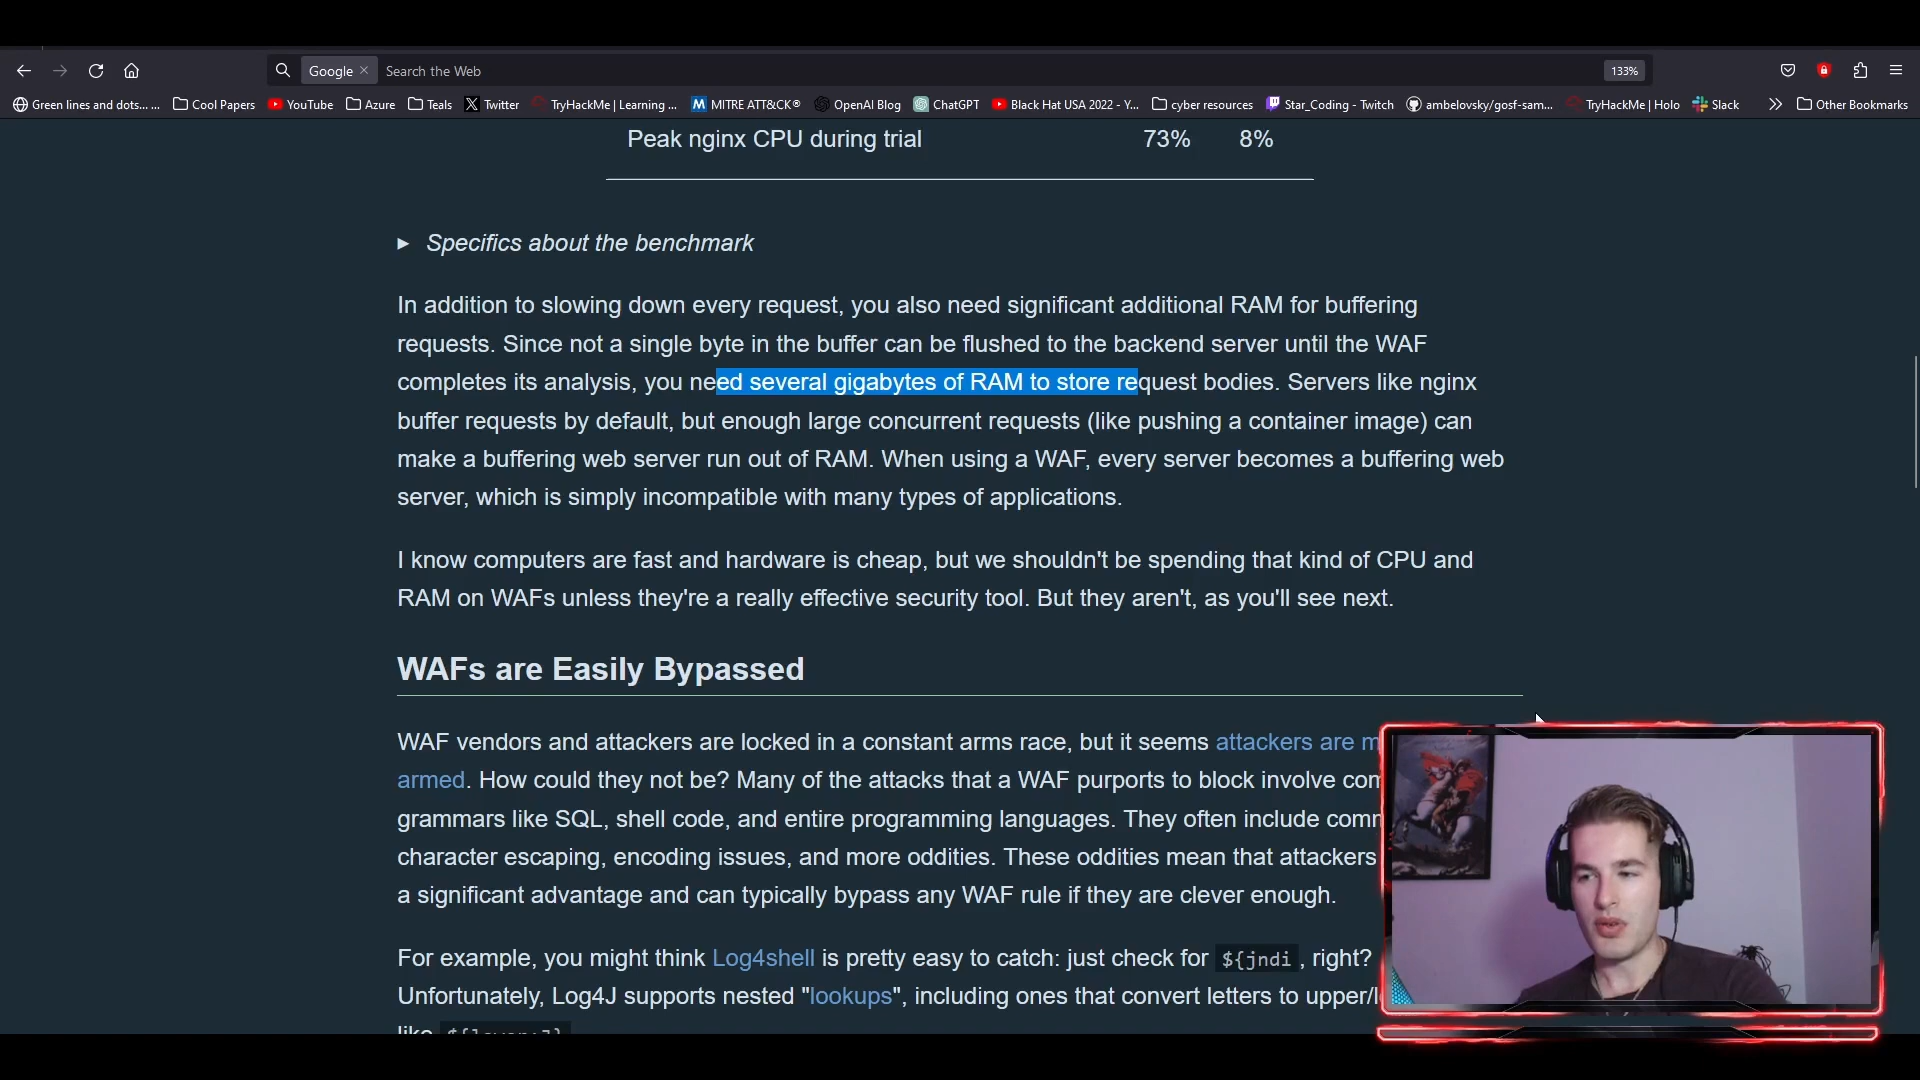 Google
Search the Web
133%
Green lines and dots... ...
Cool Papers
YouTube
Azure
Teals
Twitter
TryHackMe | Learning ...
MITRE ATT&CK®
OpenAI Blog
ChatGPT
Black Hat USA 2022 - Y...
cyber resources
Star_Coding - Twitch
ambelovsky/gosf-sam...
TryHackMe | Holo
Slack
Other Bookmarks
Peak nginx CPU during trial 73% 8%
Specifics about the benchmark
In addition to slowing down every request, you also need significant additional RAM for buffering
requests. Since not a single byte in the buffer can be flushed to the backend server until the WAF
completes its analysis, you need several gigabytes of RAM to store request bodies. Servers like nginx
buffer requests by default, but enough large concurrent requests (like pushing a container image) can
make a buffering web server run out of RAM. When using a WAF, every server becomes a buffering web
server, which is simply incompatible with many types of applications.
I know computers are fast and hardware is cheap, but we shouldn't be spending that kind of CPU and
RAM on WAFs unless they're a really effective security tool. But they aren't, as you'll see next.
WAFs are Easily Bypassed
WAF vendors and attackers are locked in a constant arms race, but it seems attackers are
armed. How could they not be? Many of the attacks that a WAF purports to block involve
grammars like SQL, shell code, and entire programming languages. They often include
character escaping, encoding issues, and more oddities. These oddities mean that attackers
a significant advantage and can typically bypass any WAF rule if they are clever enough.
For example, you might think Log4shell is pretty easy to catch: just check for ${jndi, right?
Unfortunately, Log4J supports nested "lookups", including ones that convert letters to upper/
like